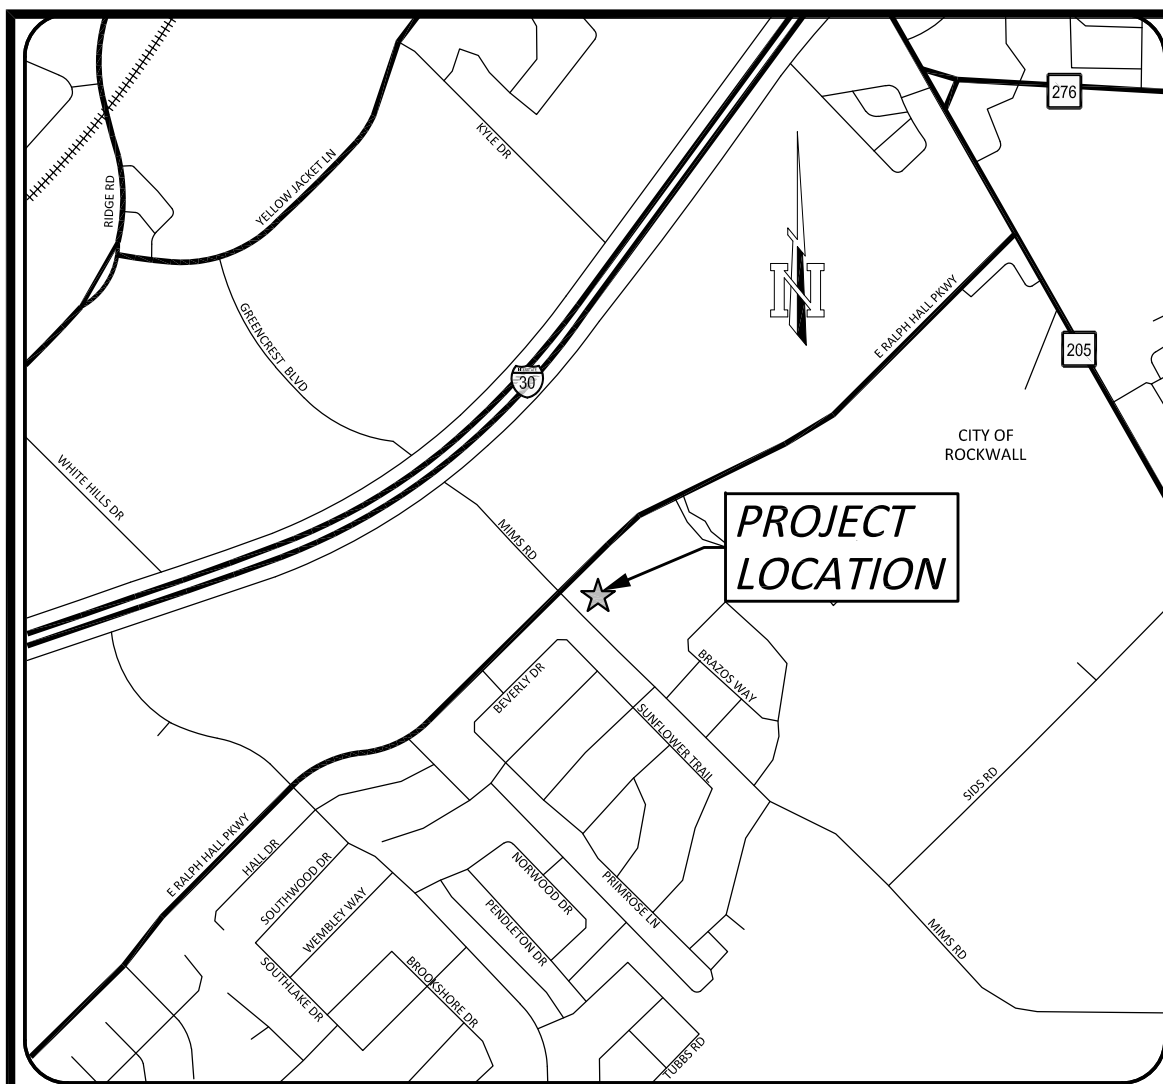 276
KYLE DR
YELLOW JACKET LN
RIDGE RD
N
E RALPH HALL PKWY
GREENCREST BLVD
205
30
CITY OF
ROCKWALL
WHITE HILLS DR
MIMS RD
PROJECT
LOCATION
BRAZOS WAY
BEVERLY DR
SUNFLOWER TRAIL
SIDS RD
E RALPH HALL PKWY
HALL DR
SOUTHWOOD DR
WEMBLEY WAY
NORWOOD DR
PRIMROSE LN
PENDLETON DR
MIMS RD
SOUTHLAKE DR
BROOKSHORE DR
TUBBS RD